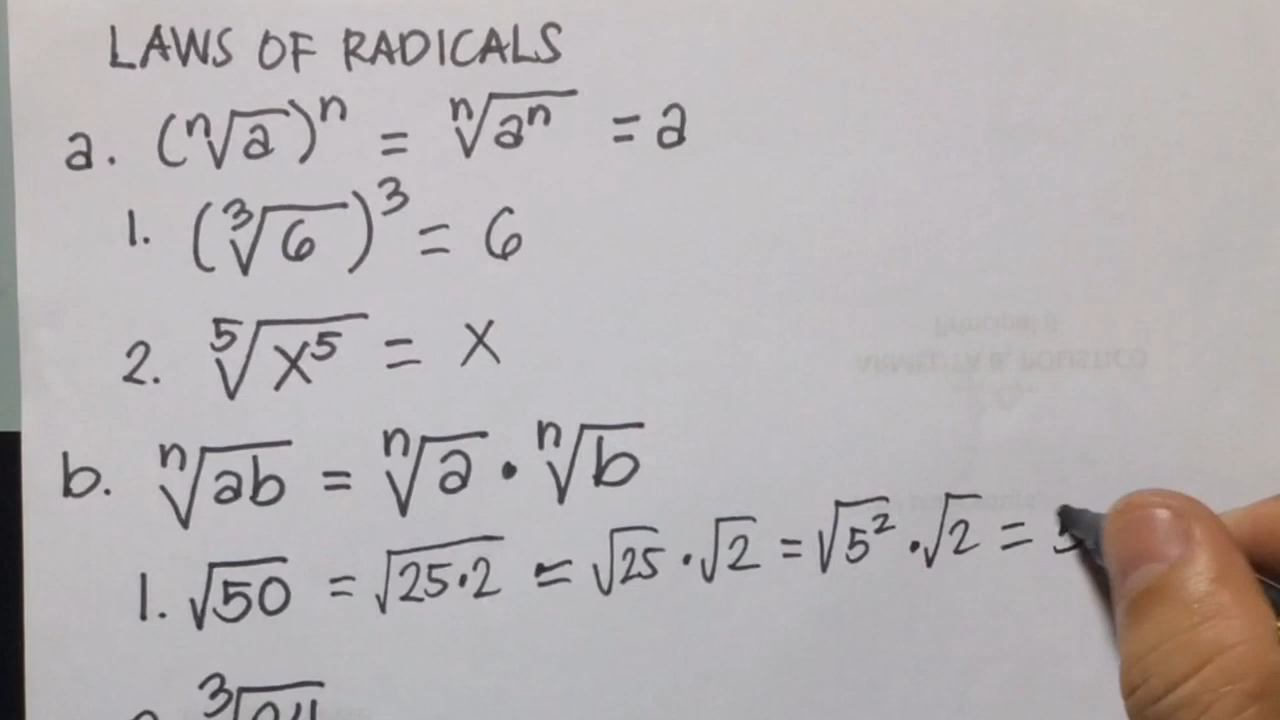 LAWS OF RADICALS
a. (ⁿ√a)ⁿ = ⁿ√aⁿ = a
1. (³√6)³ = 6
2. ⁵√x⁵ = x
b. ⁿ√ab = ⁿ√a · ⁿ√b
1. √50 = √25·2 = √25 · √2 = √5² · √2 = 5